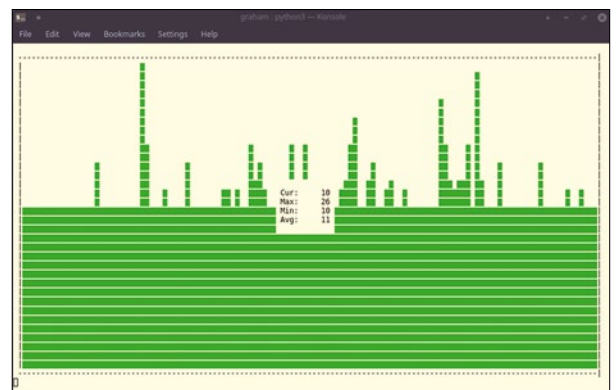 graham : python3 — Konsole
File Edit View Bookmarks Settings Help
Cur: 10
Max: 26
Min: 10
Avg: 11